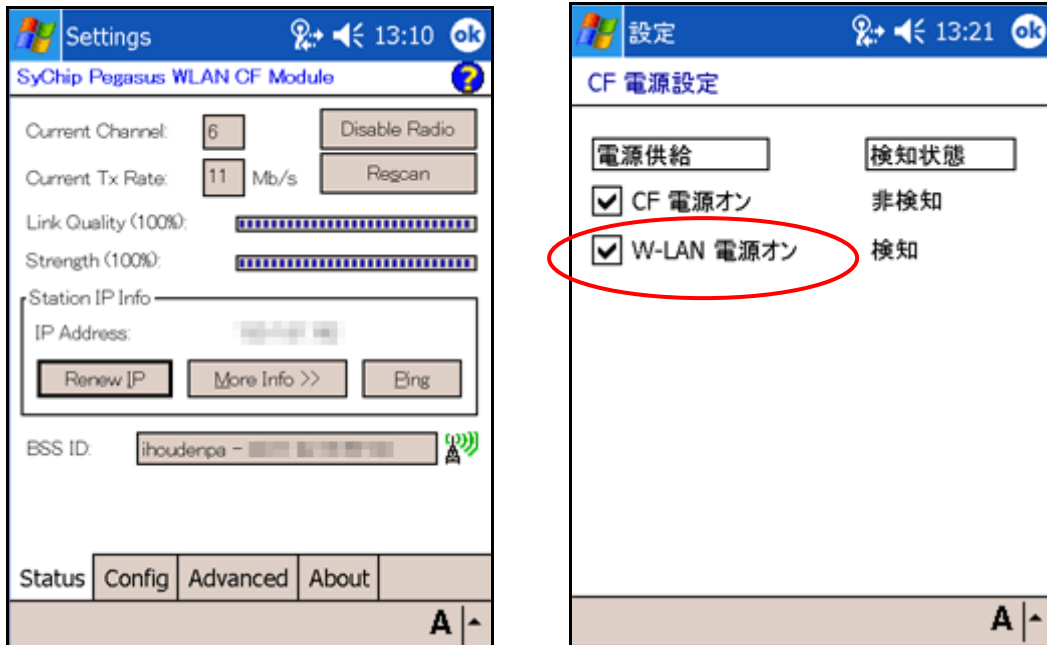 Settings 13:10 ok
SyChip Pegasus WLAN CF Module ?
Current Channel: 6 Disable Radio
Current Tx Rate: 11 Mb/s Rescan
Link Quality (100%):
Strength (100%):
Station IP Info
IP Address:
Renew IP More Info >> Ping
BSS ID: ihoudenpa -
Status Config Advanced About
A
設定 13:21 ok
CF 電源設定
電源供給 検知状態
CF 電源オン 非検知
W-LAN 電源オン 検知
A